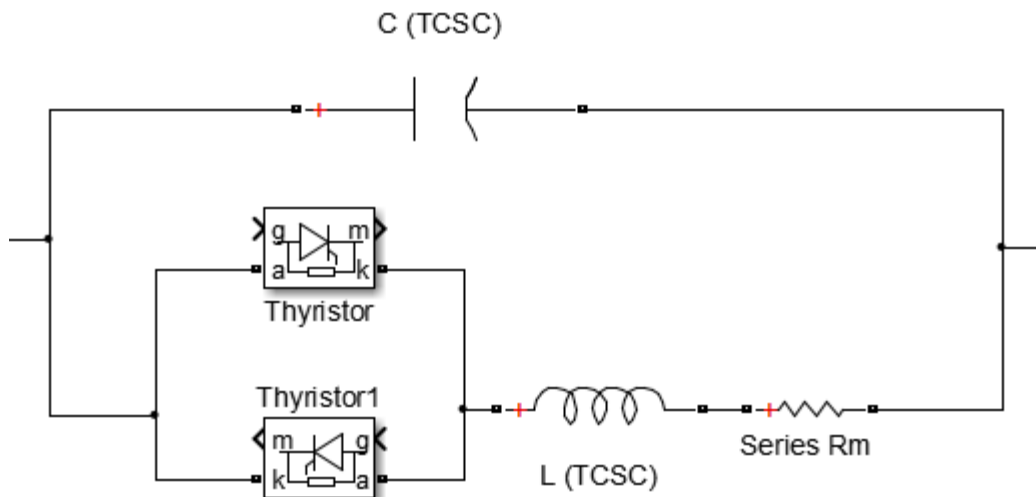 C (TCSC)
g m
a k
Thyristor
Thyristor1
m g
k a
L (TCSC)
Series Rm